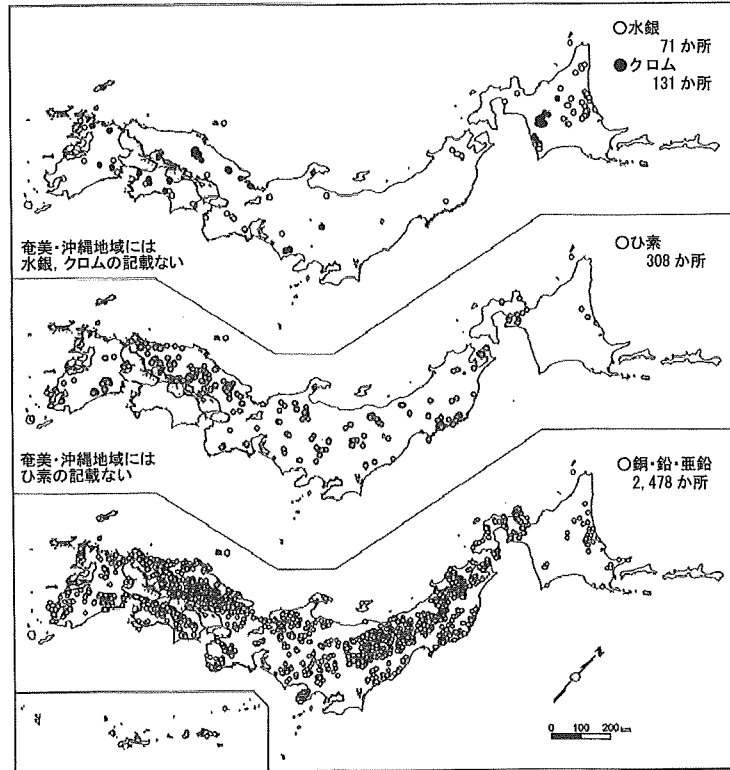 ○水銀
71か所
●クロム
131か所
奄美・沖縄地域には
水銀,クロムの記載ない
○ひ素
308か所
奄美・沖縄地域には
ひ素の記載ない
○銅・鉛・亜鉛
2,478か所
N
0 100 200km